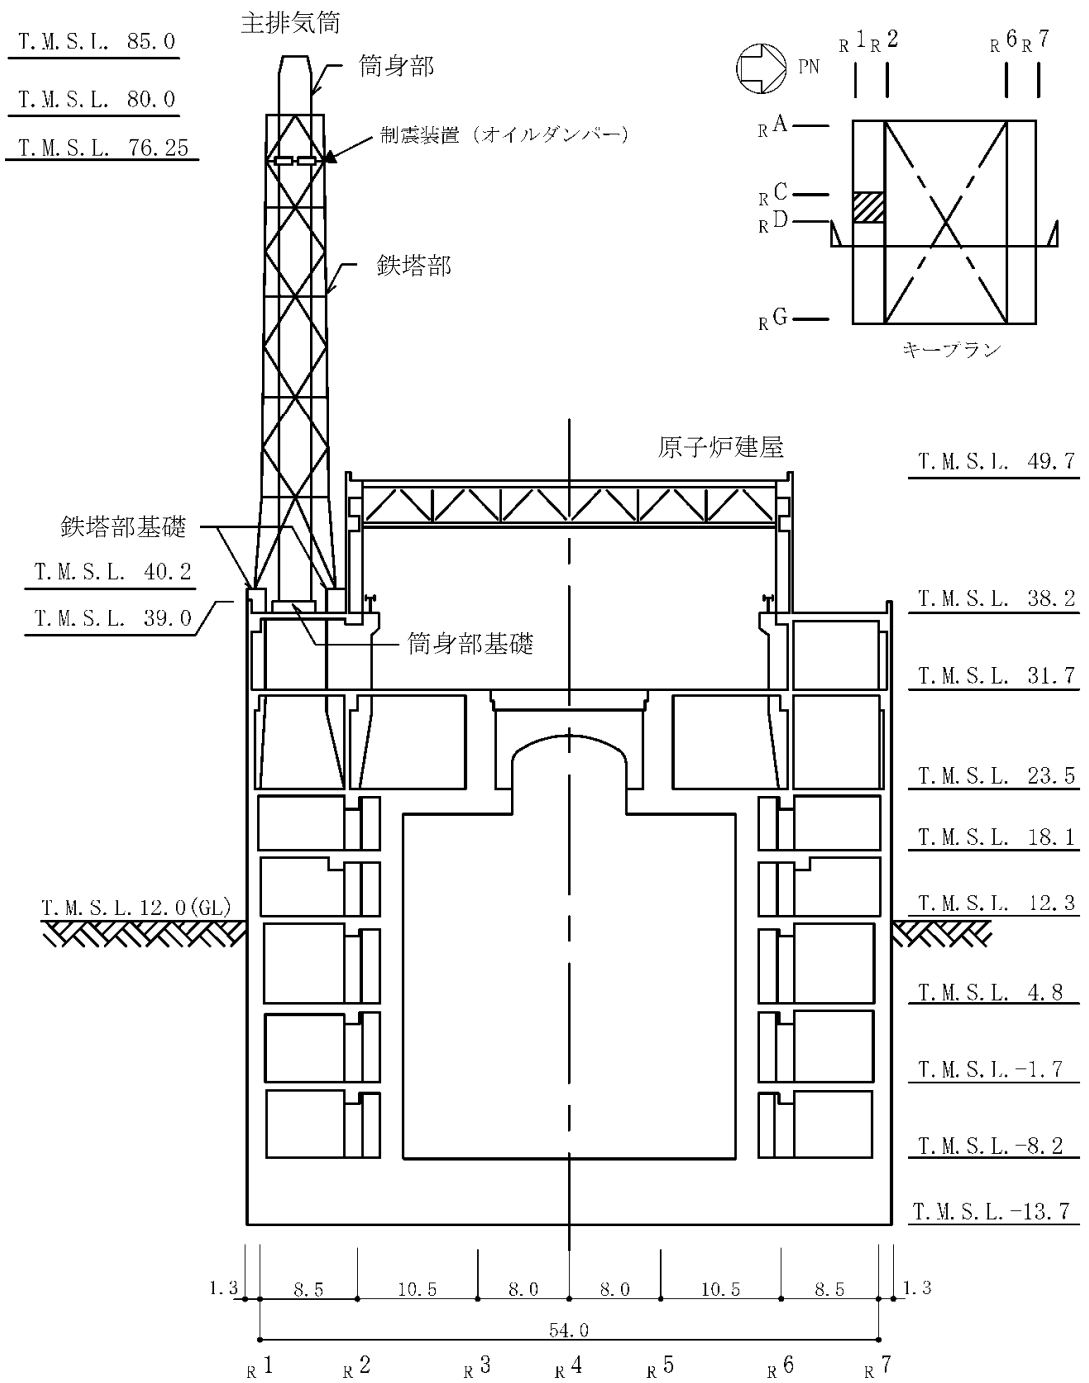 主排気筒
T.M.S.L. 85.0
筒身部
T.M.S.L. 80.0
制震装置（オイルダンパー）
T.M.S.L. 76.25
鉄塔部
R1 R2 R6 R7
PN
RA
RC
RD
RG
キープラン
原子炉建屋
T.M.S.L. 49.7
鉄塔部基礎
T.M.S.L. 40.2
T.M.S.L. 39.0
筒身部基礎
T.M.S.L. 38.2
T.M.S.L. 31.7
T.M.S.L. 23.5
T.M.S.L. 18.1
T.M.S.L.12.0(GL)
T.M.S.L. 12.3
T.M.S.L. 4.8
T.M.S.L.-1.7
T.M.S.L.-8.2
T.M.S.L.-13.7
1.3 8.5 10.5 8.0 8.0 10.5 8.5 1.3
54.0
R1 R2 R3 R4 R5 R6 R7